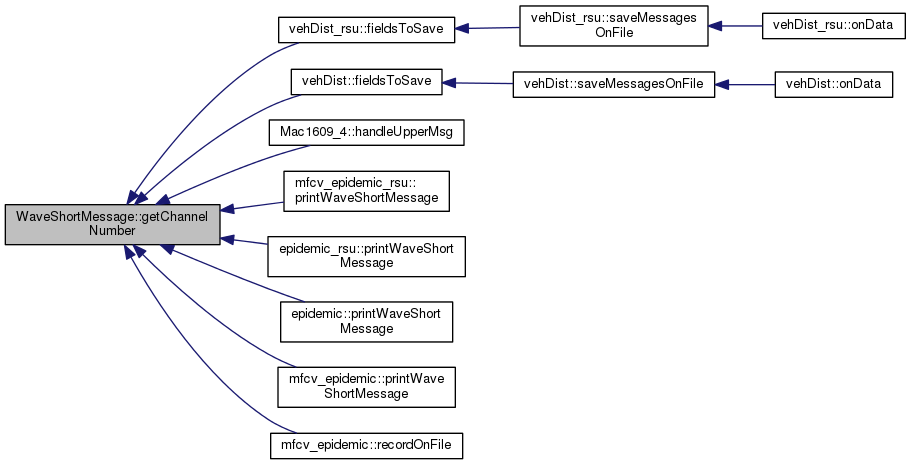 vehDist_rsu::fieldsToSave
vehDist_rsu::saveMessages
OnFile
vehDist_rsu::onData
vehDist::fieldsToSave
vehDist::saveMessagesOnFile
vehDist::onData
Mac1609_4::handleUpperMsg
mfcv_epidemic_rsu::
printWaveShortMessage
WaveShortMessage::getChannel
Number
epidemic_rsu::printWaveShort
Message
epidemic::printWaveShort
Message
mfcv_epidemic::printWave
ShortMessage
mfcv_epidemic::recordOnFile